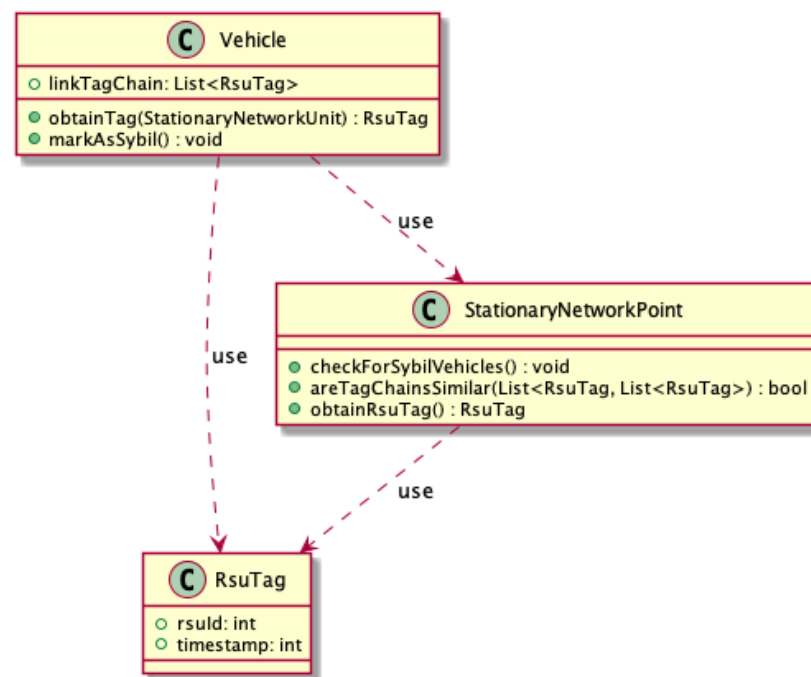 C Vehicle
linkTagChain: List<RsuTag>
obtainTag(StationaryNetworkUnit) : RsuTag
markAsSybil() : void
use
C StationaryNetworkPoint
checkForSybilVehicles() : void
areTagChainsSimilar(List<RsuTag, List<RsuTag>) : bool
obtainRsuTag() : RsuTag
use
use
C RsuTag
rsuId: int
timestamp: int